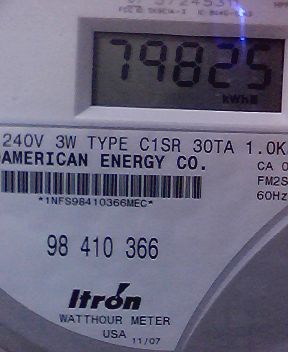 79825
kWh
240V 3W TYPE C1SR 30TA 1.0K
AMERICAN ENERGY CO.
CA 0
FM2S
60Hz
*1NFS98410366MEC*
98 410 366
Itron
WATTHOUR METER
USA 11/07